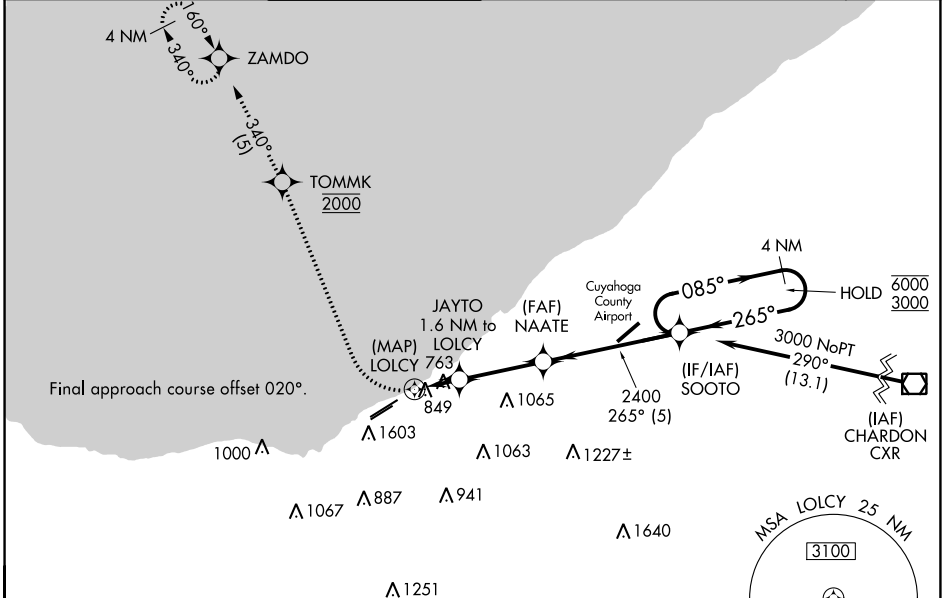 160°
4 NM
340°
ZAMDO
340°
(5)
TOMMK
2000
4 NM
Cuyahoga
County
Airport
085°
HOLD
6000
3000
265°
JAYTO
1.6 NM to
LOLCY
763
(FAF)
NAATE
(MAP)
LOLCY
3000 NoPT
290°
(13.1)
(IF/IAF)
SOOTO
Final approach course offset 020°.
849
1065
2400
265° (5)
(IAF)
CHARDON
CXR
1603
1000
1063
1227±
1067
887
941
1640
MSA LOLCY 25 NM
3100
1251